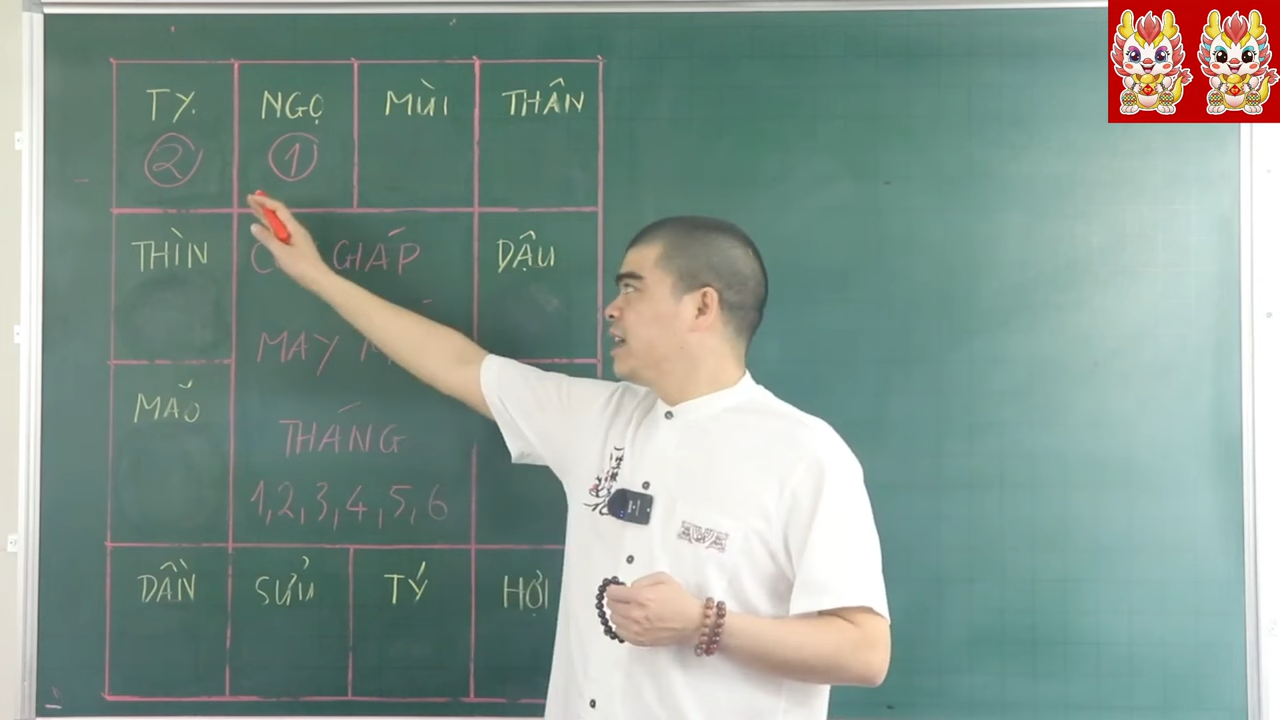 TỴ NGỌ MÙI THÂN
2 1
THÌN GIÁP DẬU
MAY
MÃO
THÁNG
1,2,3,4,5,6
DẦN SỬU TÝ HỢI